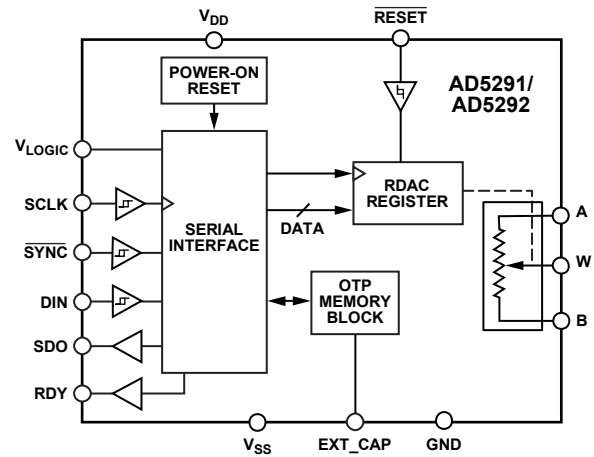 VDD
RESET
POWER-ON
RESET
AD5291/
AD5292
VLOGIC
SCLK
SERIAL
INTERFACE
RDAC
REGISTER
DATA
SYNC
DIN
OTP
MEMORY
BLOCK
SDO
RDY
A
W
B
VSS
EXT_CAP
GND